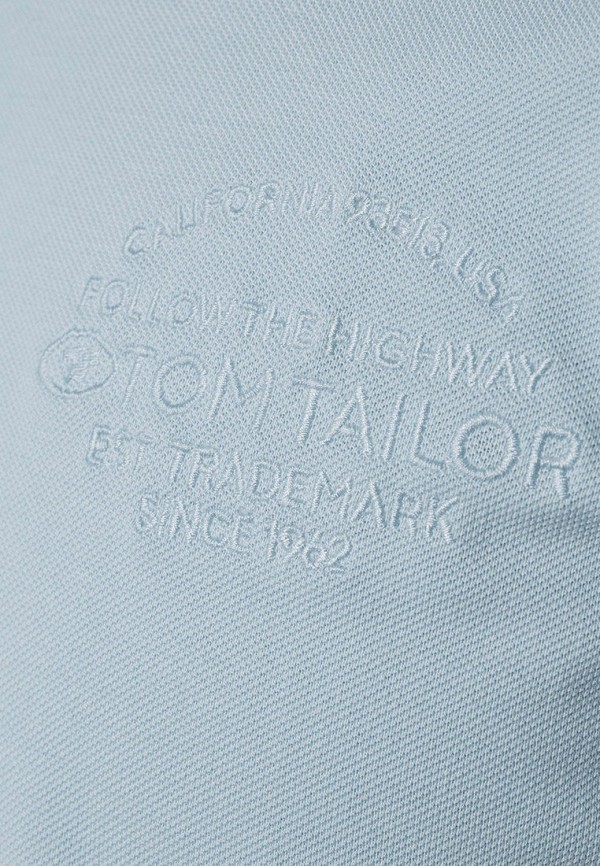 CALIFORNIA 93513, USA
FOLLOW THE HIGHWAY
TOM TAILOR
EST TRADEMARK
SINCE 1962